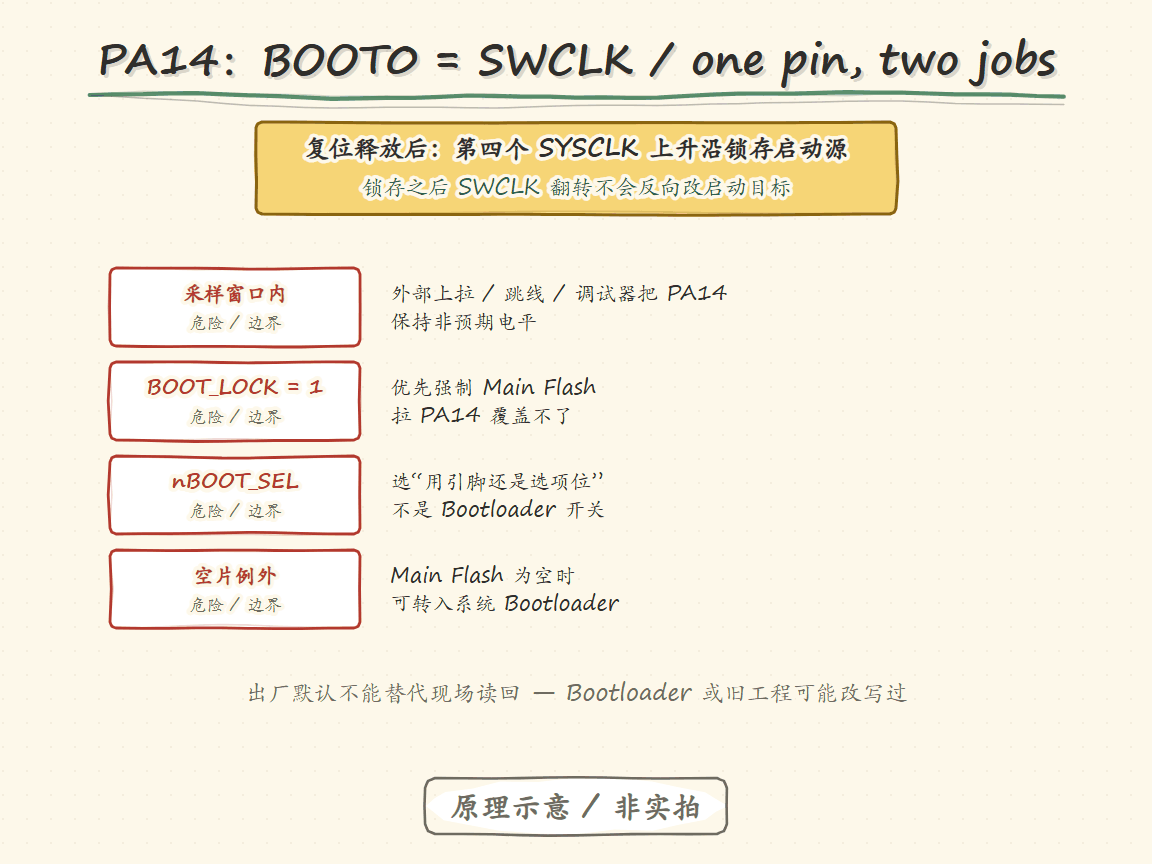 PA14: BOOT0 = SWCLK / one pin, two jobs
复位释放后：第四个 SYSCLK 上升沿锁存启动源
锁存之后 SWCLK 翻转不会反向改启动目标
采样窗口内
危险 / 边界
外部上拉 / 跳线 / 调试器把 PA14
保持非预期电平
BOOT_LOCK = 1
危险 / 边界
优先强制 Main Flash
拉 PA14 覆盖不了
nBOOT_SEL
危险 / 边界
选“用引脚还是选项位”
不是 Bootloader 开关
空片例外
危险 / 边界
Main Flash 为空时
可转入系统 Bootloader
出厂默认不能替代现场读回 — Bootloader 或旧工程可能改写过
原理示意 / 非实拍